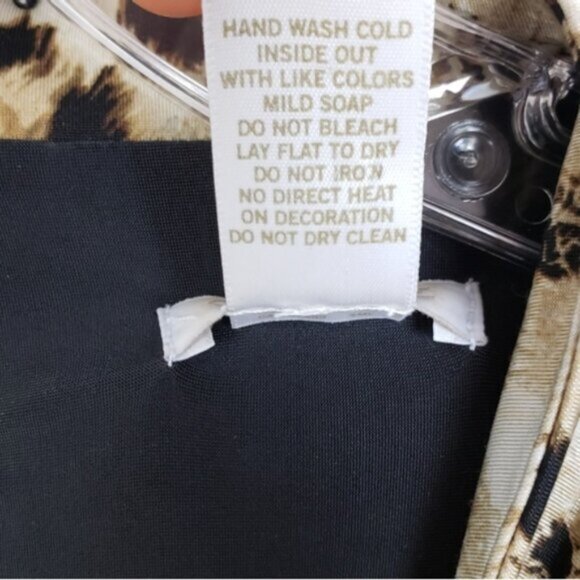 HAND WASH COLD
INSIDE OUT
WITH LIKE COLORS
MILD SOAP
DO NOT BLEACH
LAY FLAT TO DRY
DO NOT IRON
NO DIRECT HEAT
ON DECORATION
DO NOT DRY CLEAN